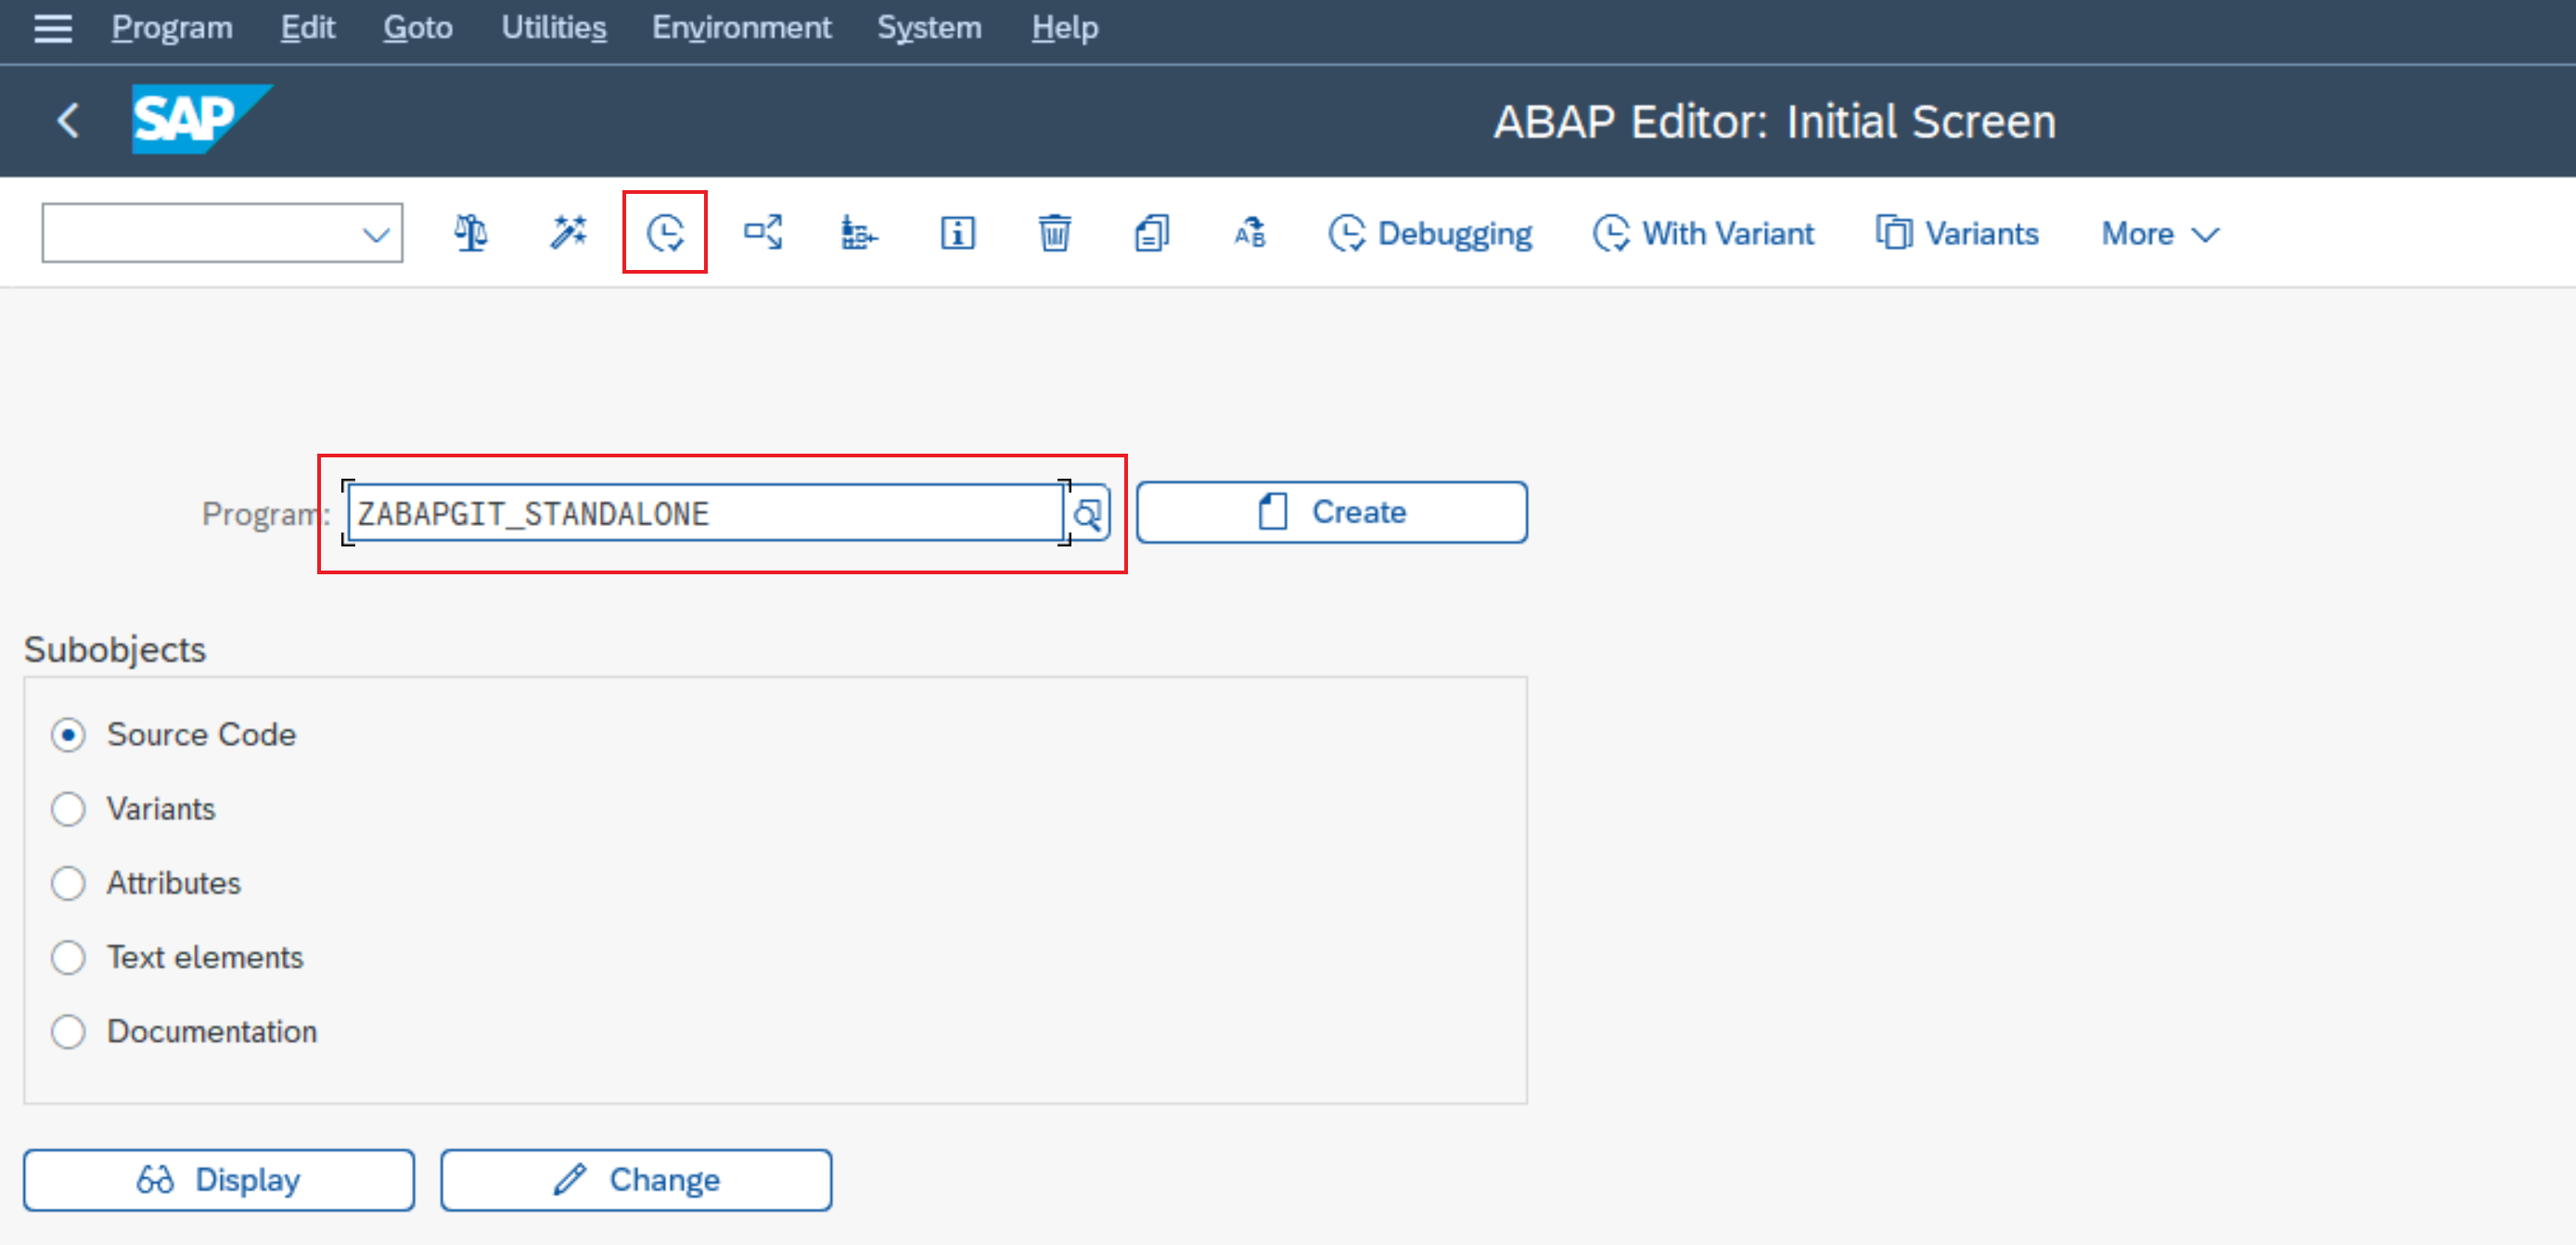 Program Edit Goto Utilities Environment System Help
SAP ABAP Editor: Initial Screen
Debugging With Variant Variants More
Program: ZABAPGIT_STANDALONE Create
Subobjects
Source Code
Variants
Attributes
Text elements
Documentation
Display Change